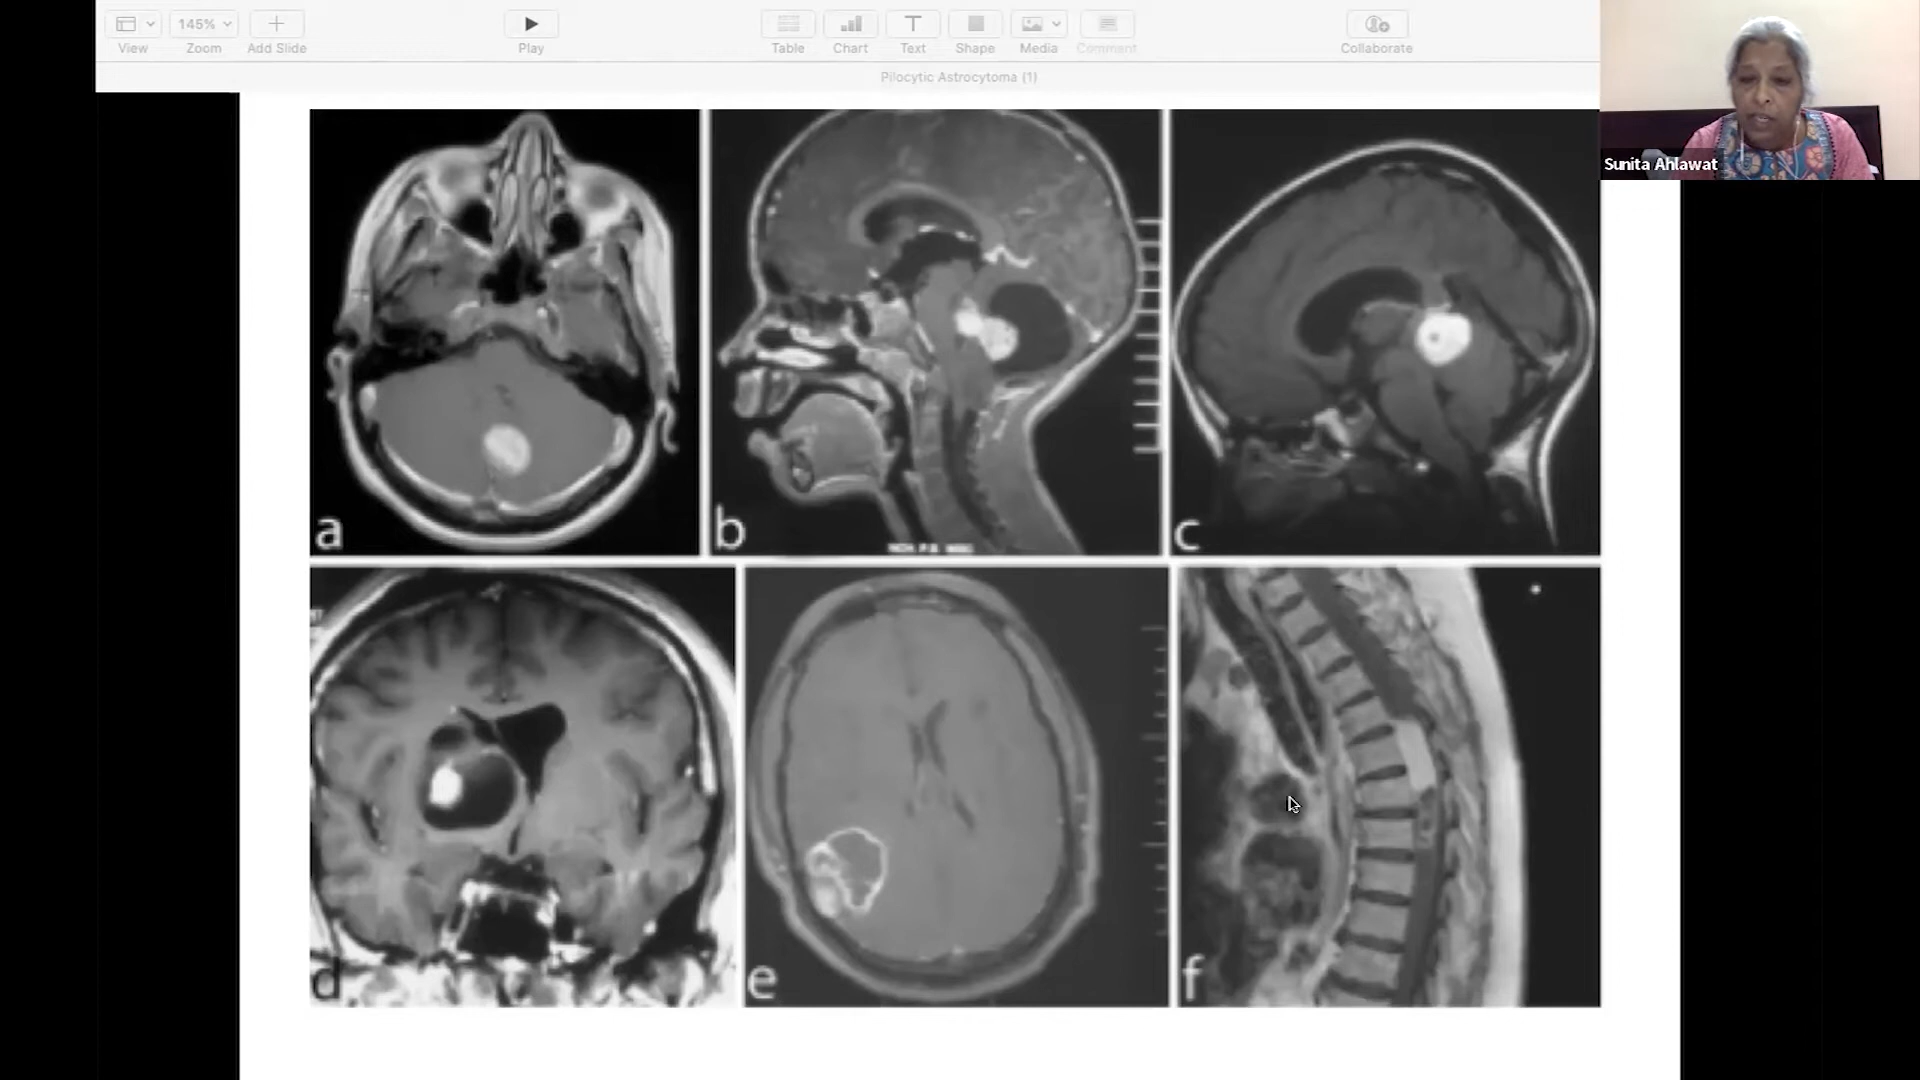 145%
View
Zoom
Add Slide
Play
Table
Chart
Text
Shape
Media
Comment
Collaborate
Pilocytic Astrocytoma (1)
Sunita Ahlawat
a
b
c
d
e
f